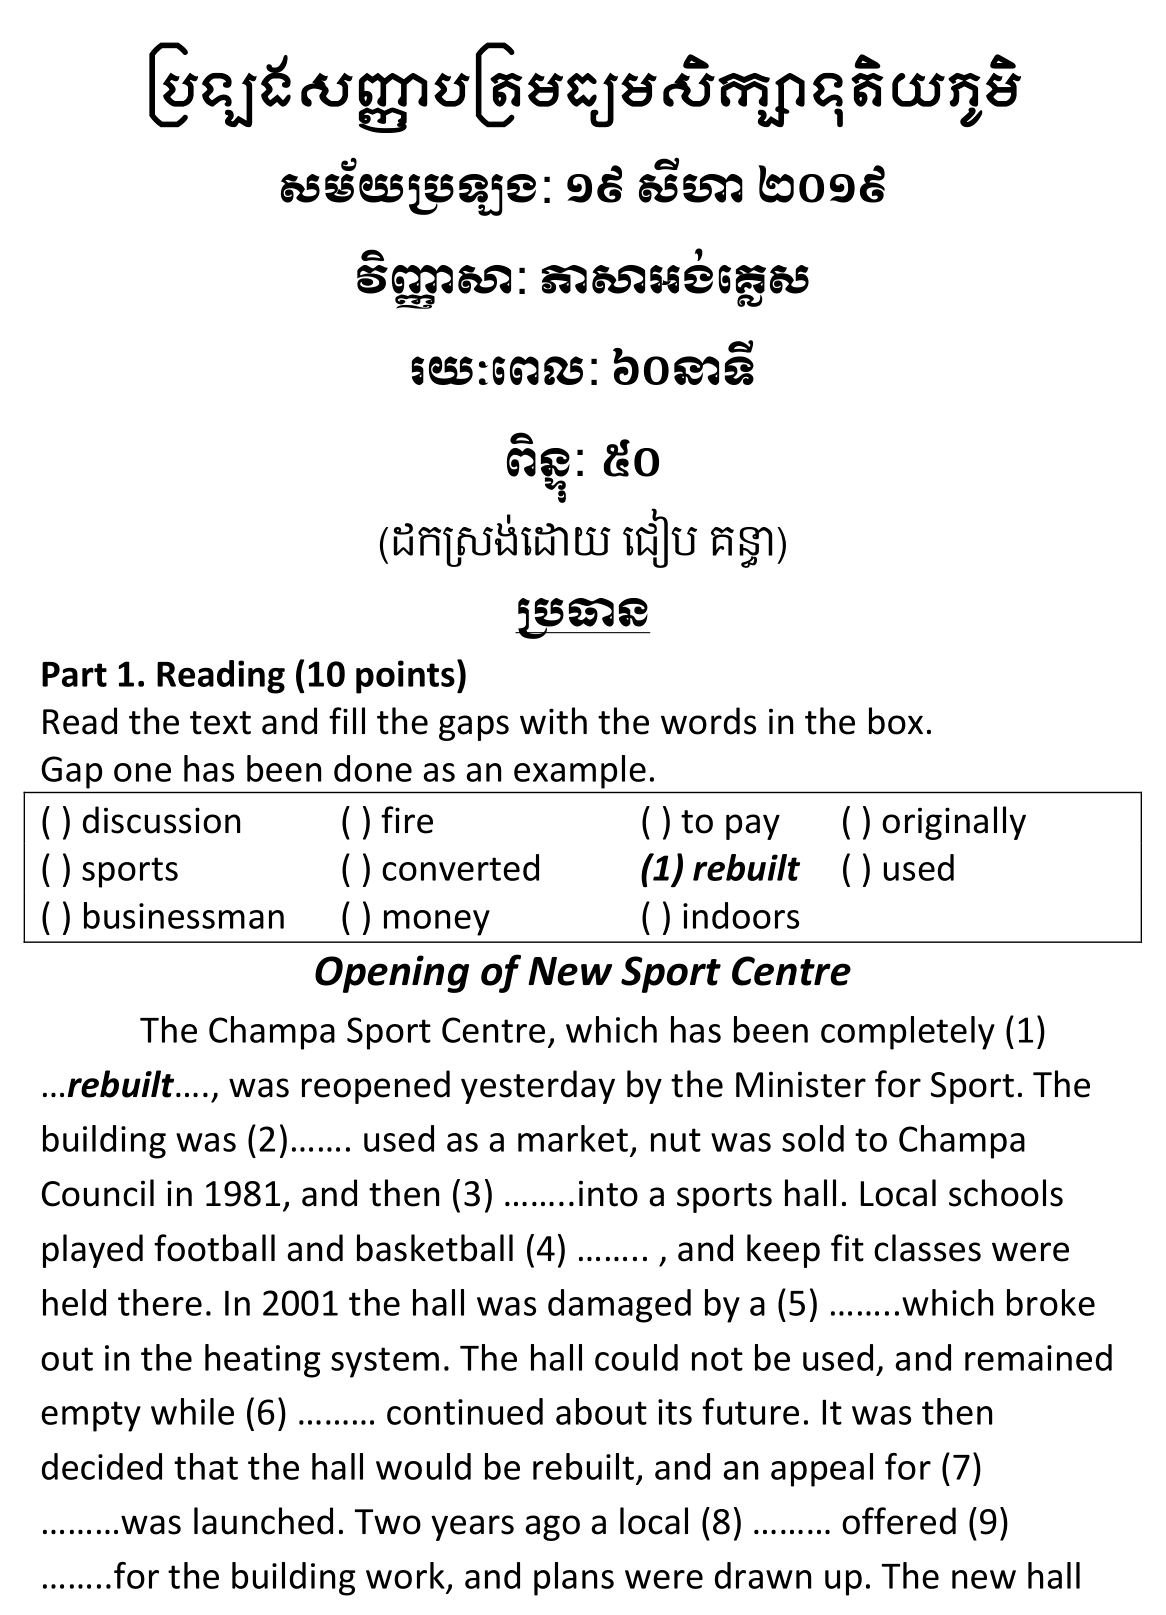 ប្រឡងសញ្ញាបត្រមធ្យមសិក្សាទុតិយភូមិ
សម័យប្រឡង: ១៩ សីហា ២០១៩
វិញ្ញាសា: ភាសាអង់គ្លេស
រយៈពេល: ៦០នាទី
ពិន្ទុ: ៥០
(ដកស្រង់ដោយ ជៀប គន្ធា)
ប្រធាន
Part 1. Reading (10 points)
Read the text and fill the gaps with the words in the box.
Gap one has been done as an example.
( ) discussion ( ) fire ( ) to pay ( ) originally
( ) sports ( ) converted (1) rebuilt ( ) used
( ) businessman ( ) money ( ) indoors
Opening of New Sport Centre
The Champa Sport Centre, which has been completely (1)
…rebuilt…., was reopened yesterday by the Minister for Sport. The
building was (2)……. used as a market, nut was sold to Champa
Council in 1981, and then (3) ……..into a sports hall. Local schools
played football and basketball (4) …….. , and keep fit classes were
held there. In 2001 the hall was damaged by a (5) ……..which broke
out in the heating system. The hall could not be used, and remained
empty while (6) ……… continued about its future. It was then
decided that the hall would be rebuilt, and an appeal for (7)
………was launched. Two years ago a local (8) ……… offered (9)
……..for the building work, and plans were drawn up. The new hall